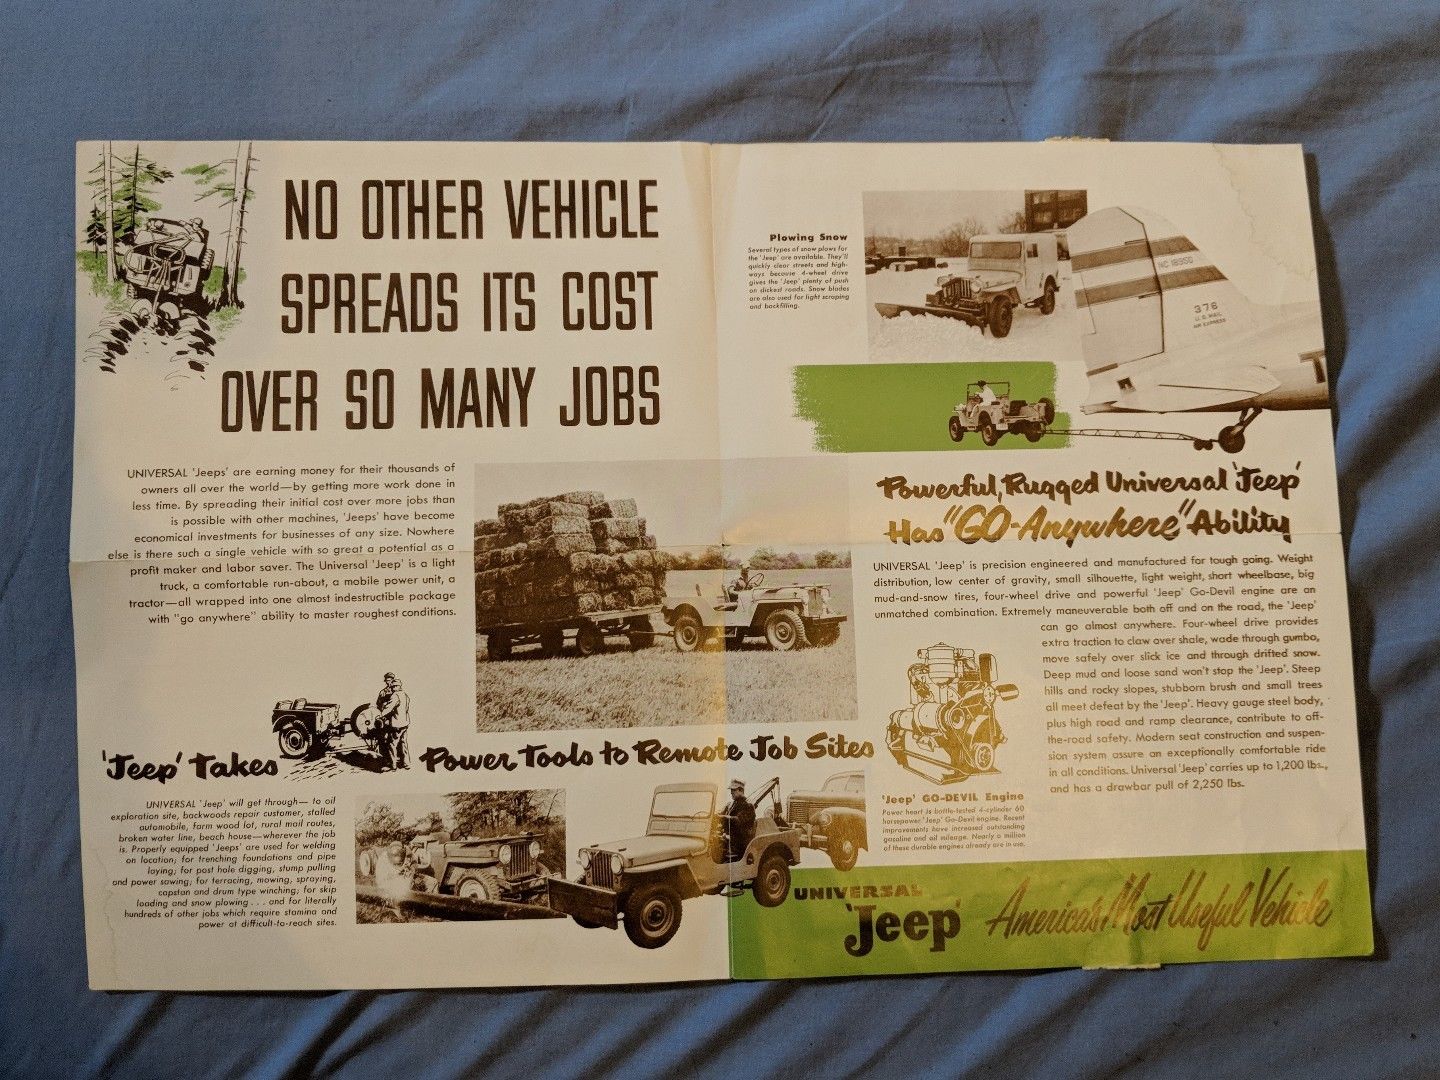 NO OTHER VEHICLE
SPREADS ITS COST
OVER SO MANY JOBS
UNIVERSAL 'Jeeps' are earning money for their thousands of
owners all over the world—by getting more work done in
less time. By spreading their initial cost over more jobs than
is possible with other machines, 'Jeeps' have become
economical investments for businesses of any size. Nowhere
else is there such a single vehicle with so great a potential as a
profit maker and labor saver. The Universal 'Jeep' is a light
truck, a comfortable run-about, a mobile power unit, a
tractor—all wrapped into one almost indestructible package
with "go anywhere" ability to master roughest conditions.
'Jeep' Takes Power Tools to Remote Job Sites
UNIVERSAL 'Jeep' will get through— to oil
exploration site, backwoods repair customer, stalled
automobile, farm wood lot, rural mail routes,
broken water line, beach house—wherever the job
is. Properly equipped 'Jeeps' are used for welding
on location; for trenching foundations and pipe
laying; for post hole digging, stump pulling
and power sawing; for terracing, mowing, spraying,
capstan and drum type winching; for skip
loading and snow plowing . . . and for literally
hundreds of other jobs which require stamina and
power at difficult-to-reach sites.
Plowing Snow
Several types of snow plows for
the 'Jeep' are available. They'll
quickly clear streets and high-
ways because 4-wheel drive
gives the 'Jeep' plenty of push
on slicked roads. Snow blades
are also used for light scraping
and backfilling.
NC 18950
376
U.S. MAIL
AIR EXPRESS
T
Powerful, Rugged Universal 'Jeep'
Has "GO-Anywhere" Ability
UNIVERSAL 'Jeep' is precision engineered and manufactured for tough going. Weight
distribution, low center of gravity, small silhouette, light weight, short wheelbase, big
mud-and-snow tires, four-wheel drive and powerful 'Jeep' Go-Devil engine are an
unmatched combination. Extremely maneuverable both off and on the road, the 'Jeep'
can go almost anywhere. Four-wheel drive provides
extra traction to claw over shale, wade through gumbo,
move safely over slick ice and through drifted snow.
Deep mud and loose sand won't stop the 'Jeep'. Steep
hills and rocky slopes, stubborn brush and small trees
all meet defeat by the 'Jeep'. Heavy gauge steel body,
plus high road and ramp clearance, contribute to off-
the-road safety. Modern seat construction and suspen-
sion system assure an exceptionally comfortable ride
in all conditions. Universal 'Jeep' carries up to 1,200 lbs.,
and has a drawbar pull of 2,250 lbs.
'Jeep' GO-DEVIL Engine
Power heart is battle-tested 4-cylinder 60
horsepower 'Jeep' Go-Devil engine. Recent
improvements have increased outstanding
gasoline and oil mileage. Nearly a million
of these durable engines already are in use.
UNIVERSAL
'Jeep' America's Most Useful Vehicle